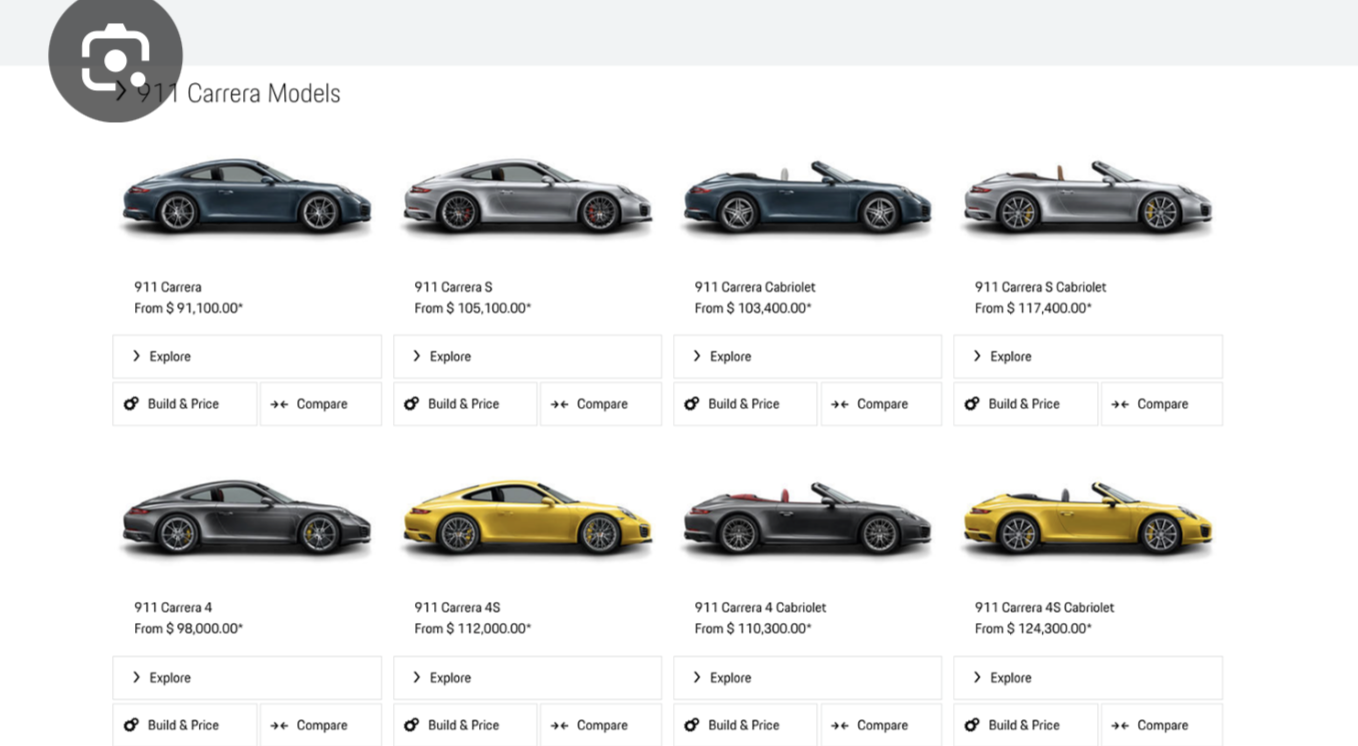 911 Carrera Models
911 Carrera
From $ 91,100.00*
Explore
Build & Price
Compare
911 Carrera S
From $ 105,100.00*
Explore
Build & Price
Compare
911 Carrera Cabriolet
From $ 103,400.00*
Explore
Build & Price
Compare
911 Carrera S Cabriolet
From $ 117,400.00*
Explore
Build & Price
Compare
911 Carrera 4
From $ 98,000.00*
Explore
Build & Price
Compare
911 Carrera 4S
From $ 112,000.00*
Explore
Build & Price
Compare
911 Carrera 4 Cabriolet
From $ 110,300.00*
Explore
Build & Price
Compare
911 Carrera 4S Cabriolet
From $ 124,300.00*
Explore
Build & Price
Compare